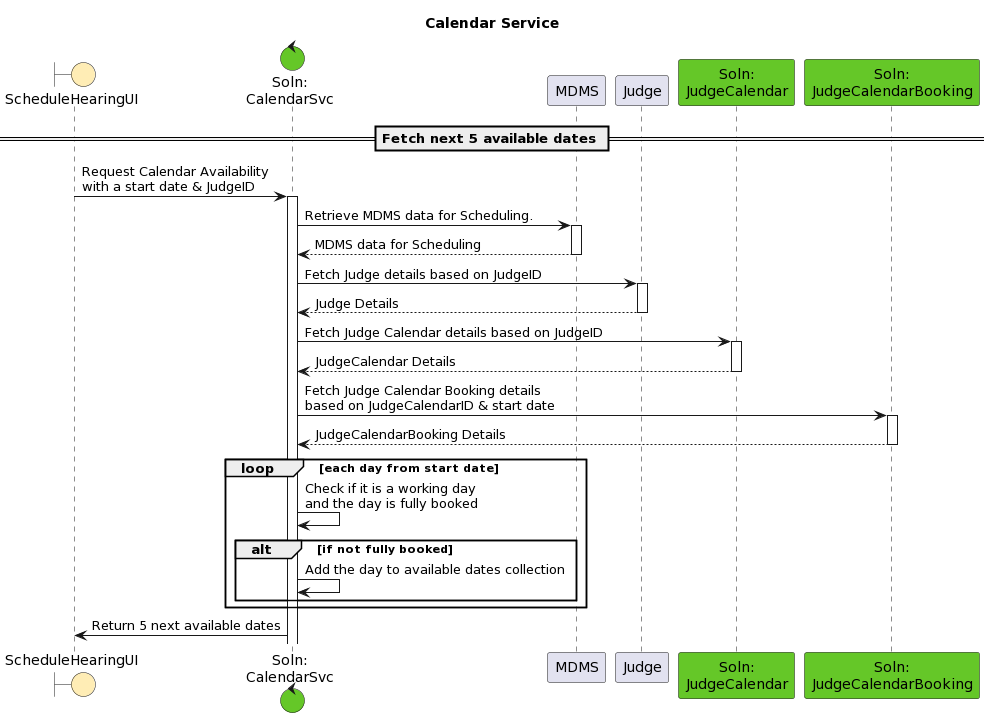 Calendar Service
ScheduleHearingUI
Soln:
CalendarSvc
MDMS
Judge
Soln:
JudgeCalendar
Soln:
JudgeCalendarBooking
Fetch next 5 available dates
Request Calendar Availability
with a start date & JudgeID
Retrieve MDMS data for Scheduling.
MDMS data for Scheduling
Fetch Judge details based on JudgeID
Judge Details
Fetch Judge Calendar details based on JudgeID
JudgeCalendar Details
Fetch Judge Calendar Booking details
based on JudgeCalendarID & start date
JudgeCalendarBooking Details
loop [each day from start date]
Check if it is a working day
and the day is fully booked
alt [if not fully booked]
Add the day to available dates collection
Return 5 next available dates
ScheduleHearingUI
Soln:
CalendarSvc
MDMS
Judge
Soln:
JudgeCalendar
Soln:
JudgeCalendarBooking